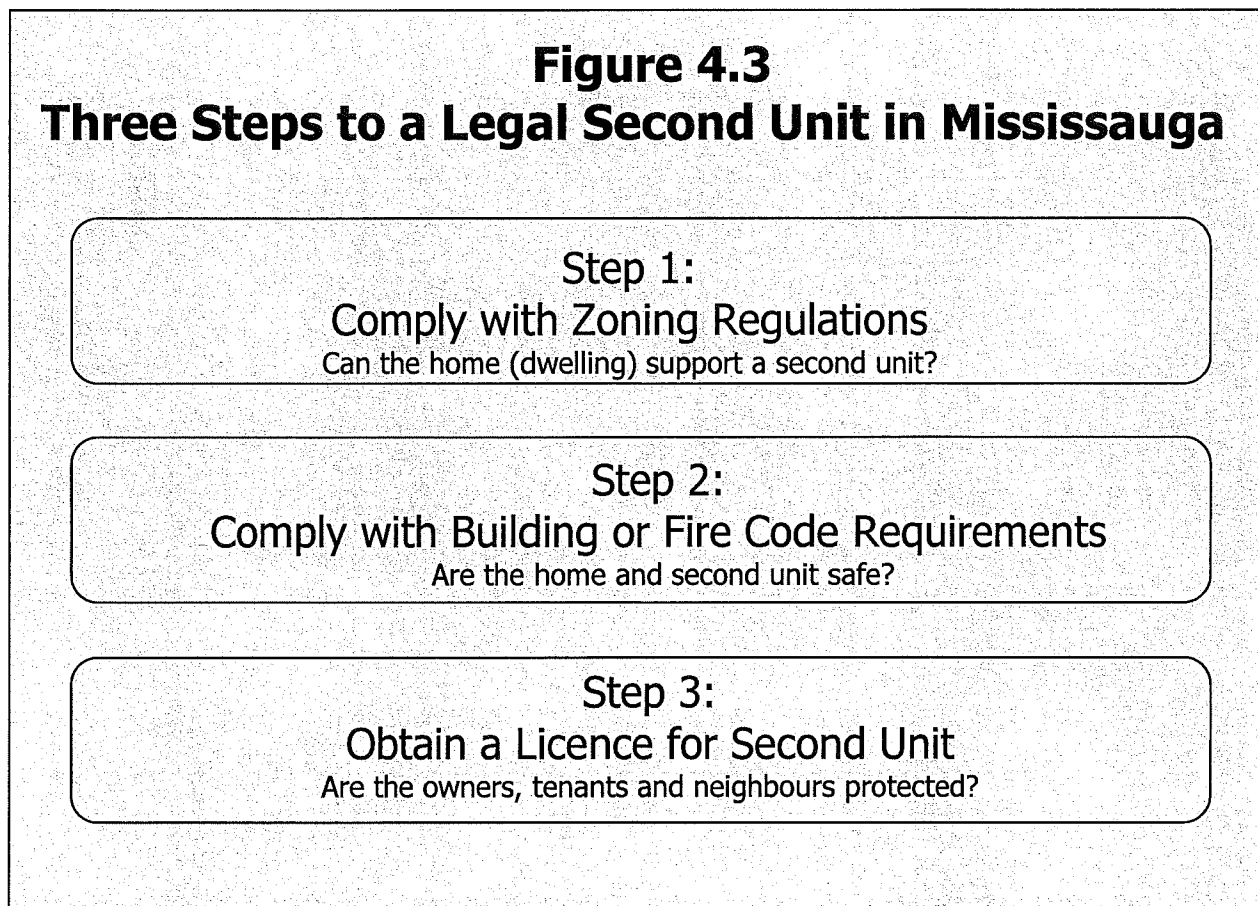 Figure 4.3
Three Steps to a Legal Second Unit in Mississauga
Step 1:
Comply with Zoning Regulations
Can the home (dwelling) support a second unit?
Step 2:
Comply with Building or Fire Code Requirements
Are the home and second unit safe?
Step 3:
Obtain a Licence for Second Unit
Are the owners, tenants and neighbours protected?